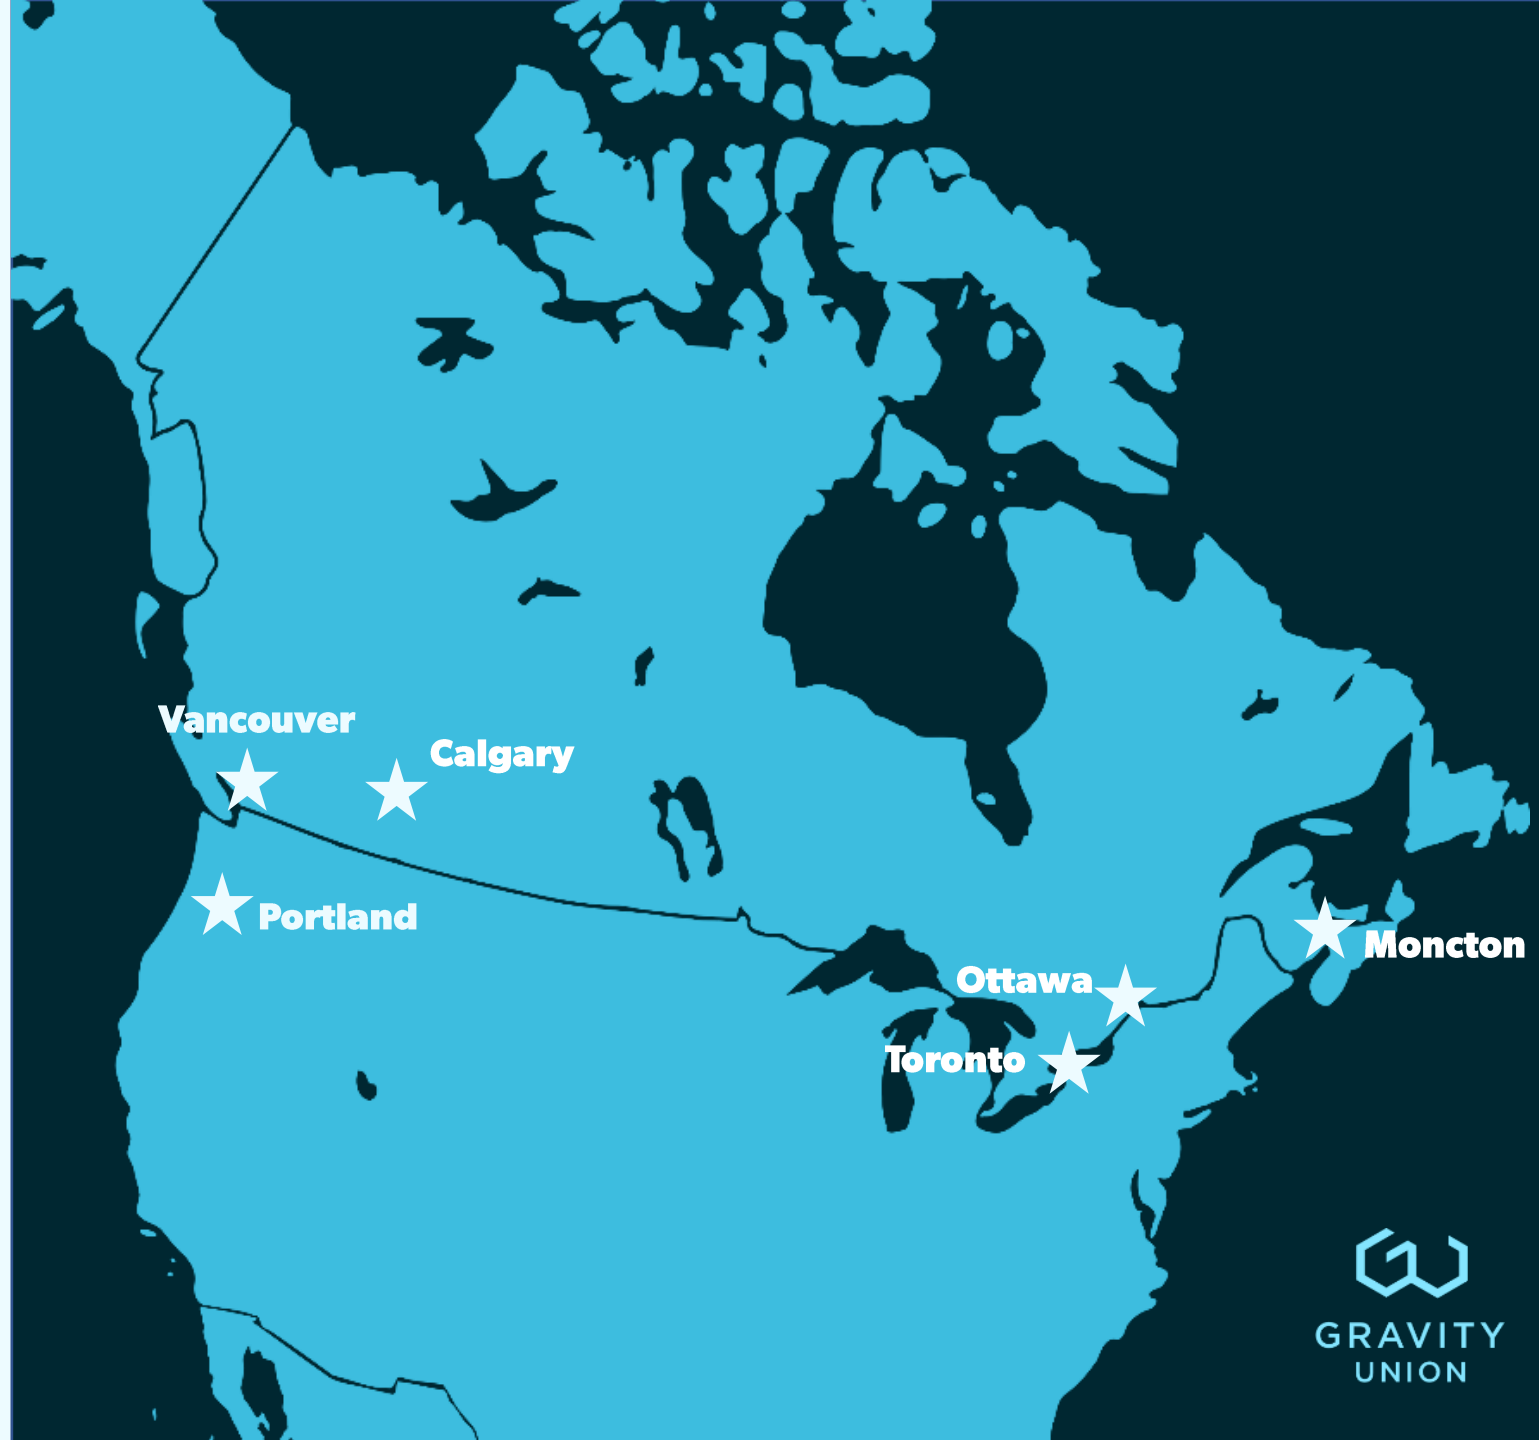 Vancouver
Calgary
Portland
Ottawa
Moncton
Toronto
GRAVITY
UNION